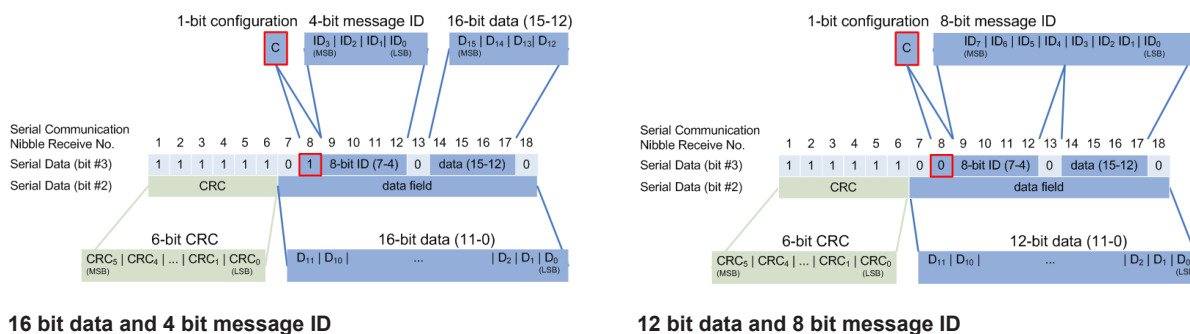 1-bit configuration 4-bit message ID 16-bit data (15-12)
C
ID3 | ID2 | ID1| ID0
(MSB) (LSB)
D15 | D14 | D13| D12
(MSB)
Serial Communication
Nibble Receive No. 1 2 3 4 5 6 7 8 9 10 11 12 13 14 15 16 17 18
Serial Data (bit #3) 1 1 1 1 1 1 0 1 8-bit ID (7-4) 0 data (15-12) 0
Serial Data (bit #2) CRC data field
6-bit CRC 16-bit data (11-0)
CRC5 | CRC4 | ... | CRC1 | CRC0
(MSB) (LSB)
D11 | D10 | ... | D2 | D1 | D0
(LSB)
16 bit data and 4 bit message ID
1-bit configuration 8-bit message ID
C
ID7 | ID6 | ID5 | ID4 | ID3 | ID2 ID1 | ID0
(MSB) (LSB)
Serial Communication
Nibble Receive No. 1 2 3 4 5 6 7 8 9 10 11 12 13 14 15 16 17 18
Serial Data (bit #3) 1 1 1 1 1 1 0 0 8-bit ID (7-4) 0 data (15-12) 0
Serial Data (bit #2) CRC data field
6-bit CRC 12-bit data (11-0)
CRC5 | CRC4 | ... | CRC1 | CRC0
(MSB) (LSB)
D11 | D10 | ... | D2 | D1 | D0
(LSB)
12 bit data and 8 bit message ID